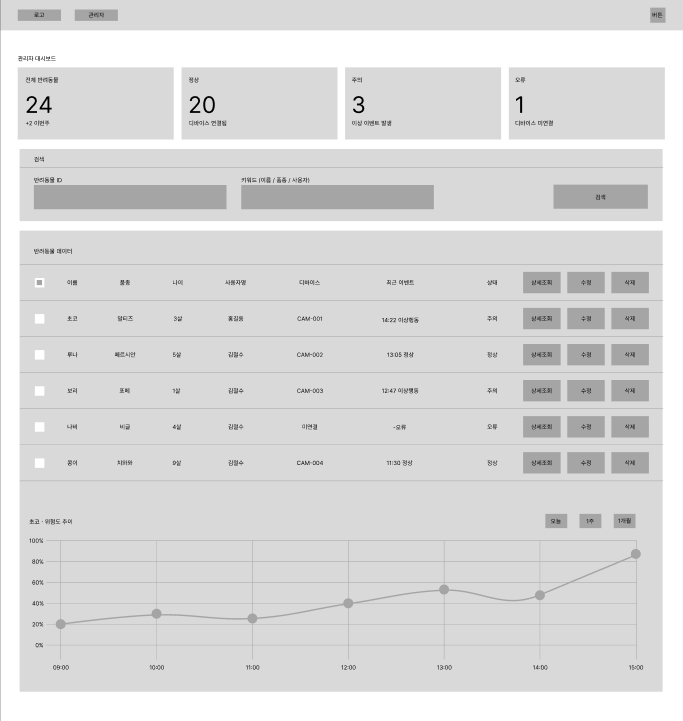 로고 관리자 버튼
관리자 대시보드
전체 반려동물 정상 주의 오류
24 20 3 1
+2 이번주 디바이스 연결됨 이상 이벤트 발생 디바이스 미연결
검색
반려동물 ID 키워드 (이름 / 품종 / 사용자)
검색
반려동물 데이터
이름 품종 나이 사용자명 디바이스 최근 이벤트 상태 상세조회 수정 삭제
초코 말티즈 3살 홍길동 CAM-001 14:22 이상행동 주의 상세조회 수정 삭제
루나 페르시안 5살 김철수 CAM-002 13:05 정상 정상 상세조회 수정 삭제
보리 포메 1살 김철수 CAM-003 12:47 이상행동 주의 상세조회 수정 삭제
나비 비글 4살 김철수 미연결 -오류 오류 상세조회 수정 삭제
콩이 치와와 9살 김철수 CAM-004 11:30 정상 정상 상세조회 수정 삭제
초코 - 위험도 추이 오늘 1주 1개월
100%
80%
60%
40%
20%
0%
09:00 10:00 11:00 12:00 13:00 14:00 15:00